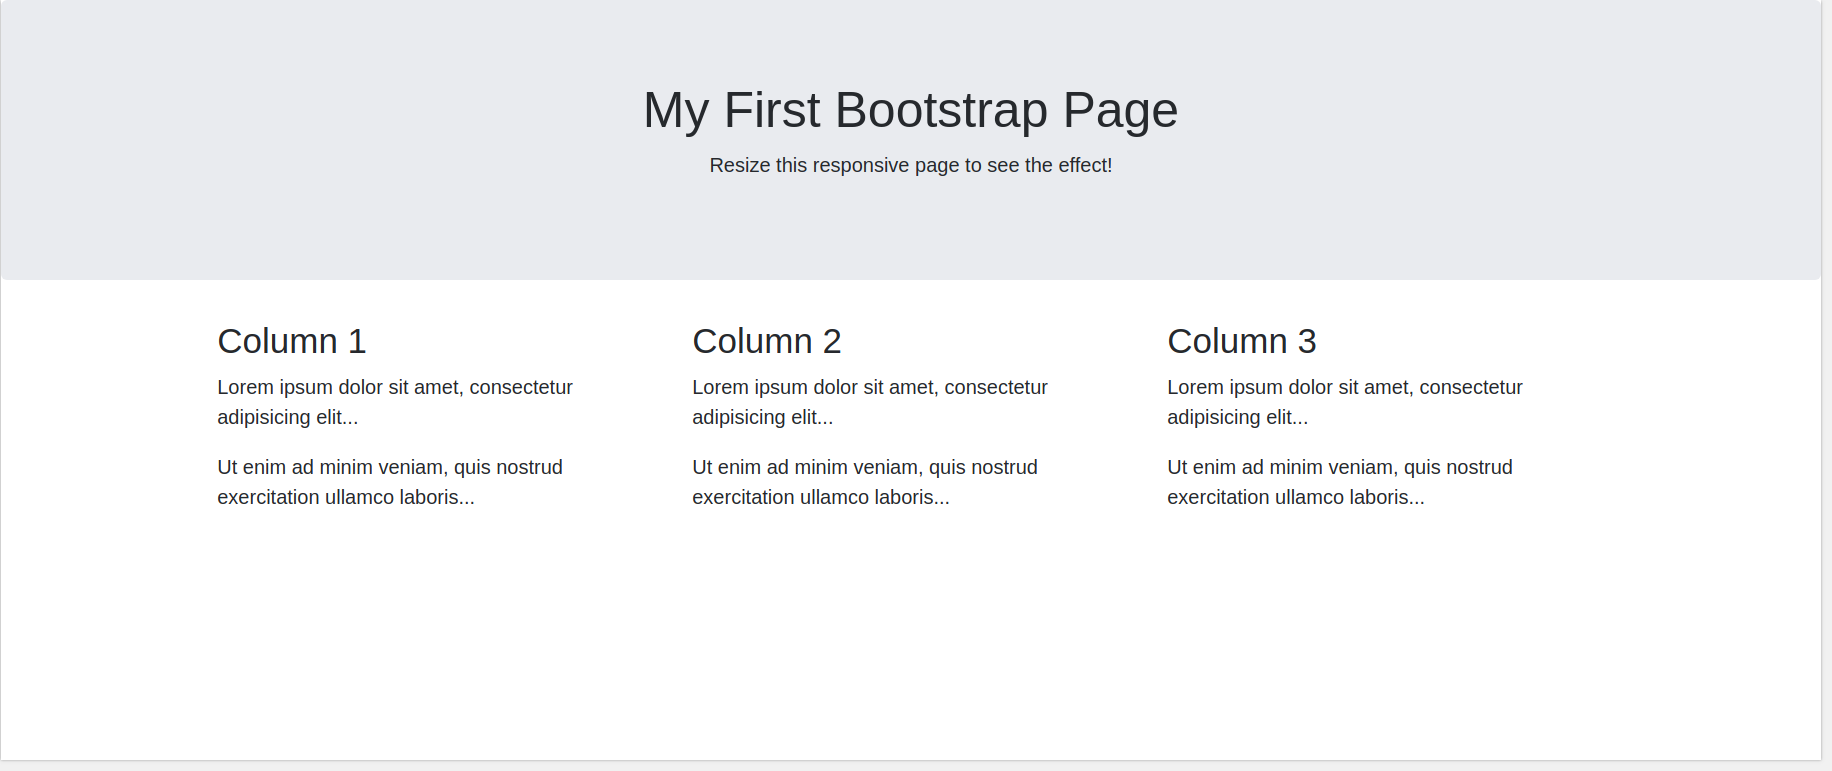 My First Bootstrap Page
Resize this responsive page to see the effect!
Column 1
Lorem ipsum dolor sit amet, consectetur
adipisicing elit...
Ut enim ad minim veniam, quis nostrud
exercitation ullamco laboris...
Column 2
Lorem ipsum dolor sit amet, consectetur
adipisicing elit...
Ut enim ad minim veniam, quis nostrud
exercitation ullamco laboris...
Column 3
Lorem ipsum dolor sit amet, consectetur
adipisicing elit...
Ut enim ad minim veniam, quis nostrud
exercitation ullamco laboris...